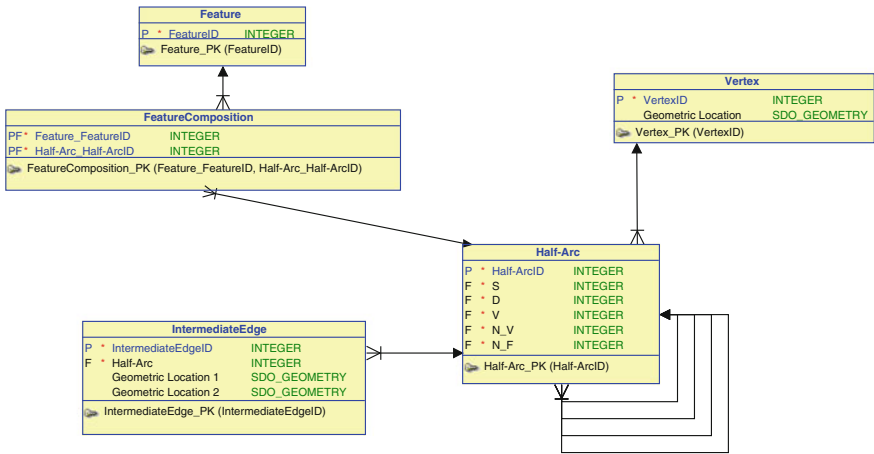 Feature
P * FeatureID INTEGER
Feature_PK (FeatureID)
FeatureComposition
PF* Feature_FeatureID INTEGER
PF* Half-Arc_Half-ArcID INTEGER
FeatureComposition_PK (Feature_FeatureID, Half-Arc_Half-ArcID)
Vertex
P * VertexID INTEGER
Geometric Location SDO_GEOMETRY
Vertex_PK (VertexID)
Half-Arc
P * Half-ArcID INTEGER
F * S INTEGER
F * D INTEGER
F * V INTEGER
F * N_V INTEGER
F * N_F INTEGER
Half-Arc_PK (Half-ArcID)
IntermediateEdge
P * IntermediateEdgeID INTEGER
F * Half-Arc INTEGER
Geometric Location 1 SDO_GEOMETRY
Geometric Location 2 SDO_GEOMETRY
IntermediateEdge_PK (IntermediateEdgeID)